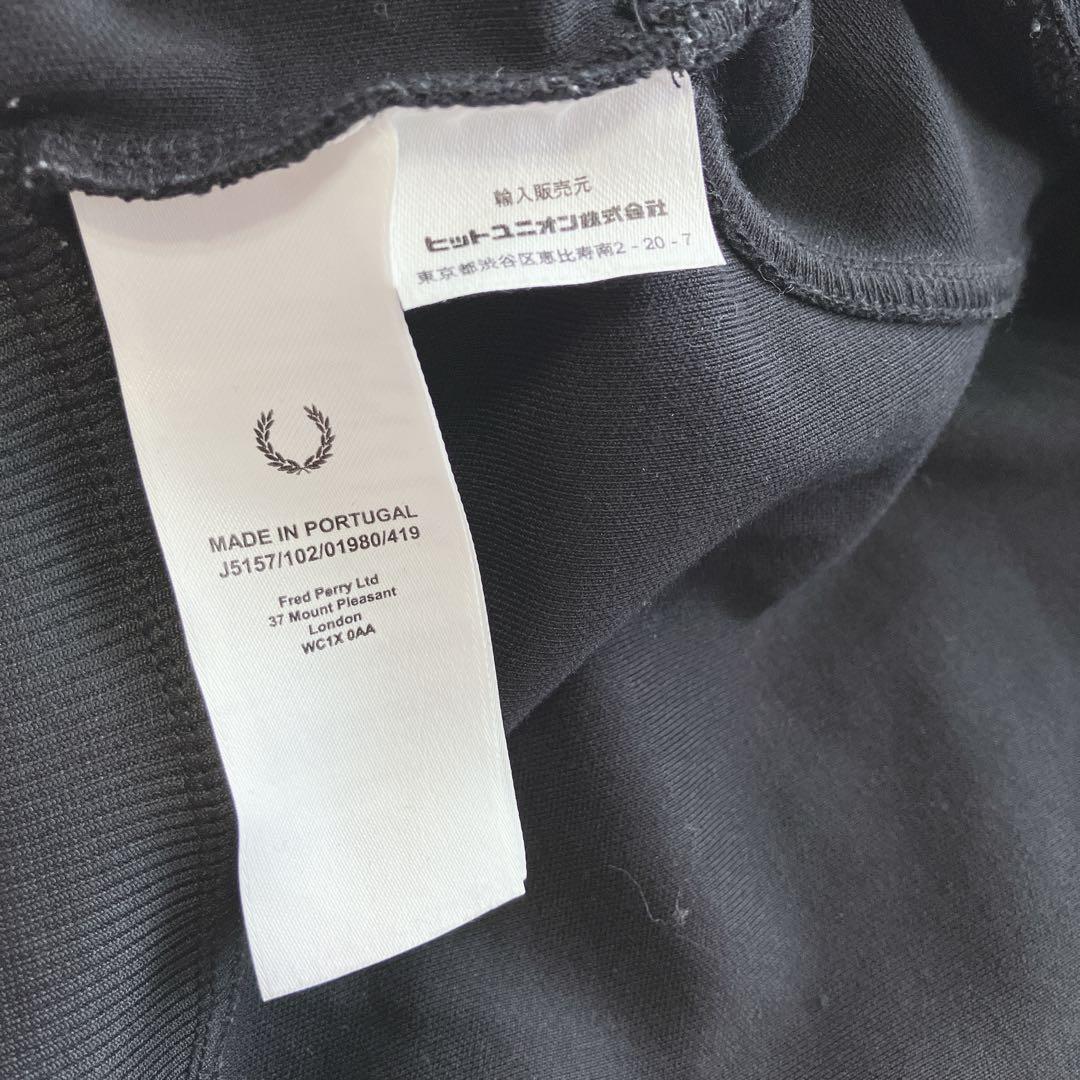 輸入販売元
ヒットユニオン株式会社
東京都渋谷区恵比寿南2-20-7
MADE IN PORTUGAL
J5157/102/01980/419
Fred Perry Ltd
37 Mount Pleasant
London
WC1X 0AA